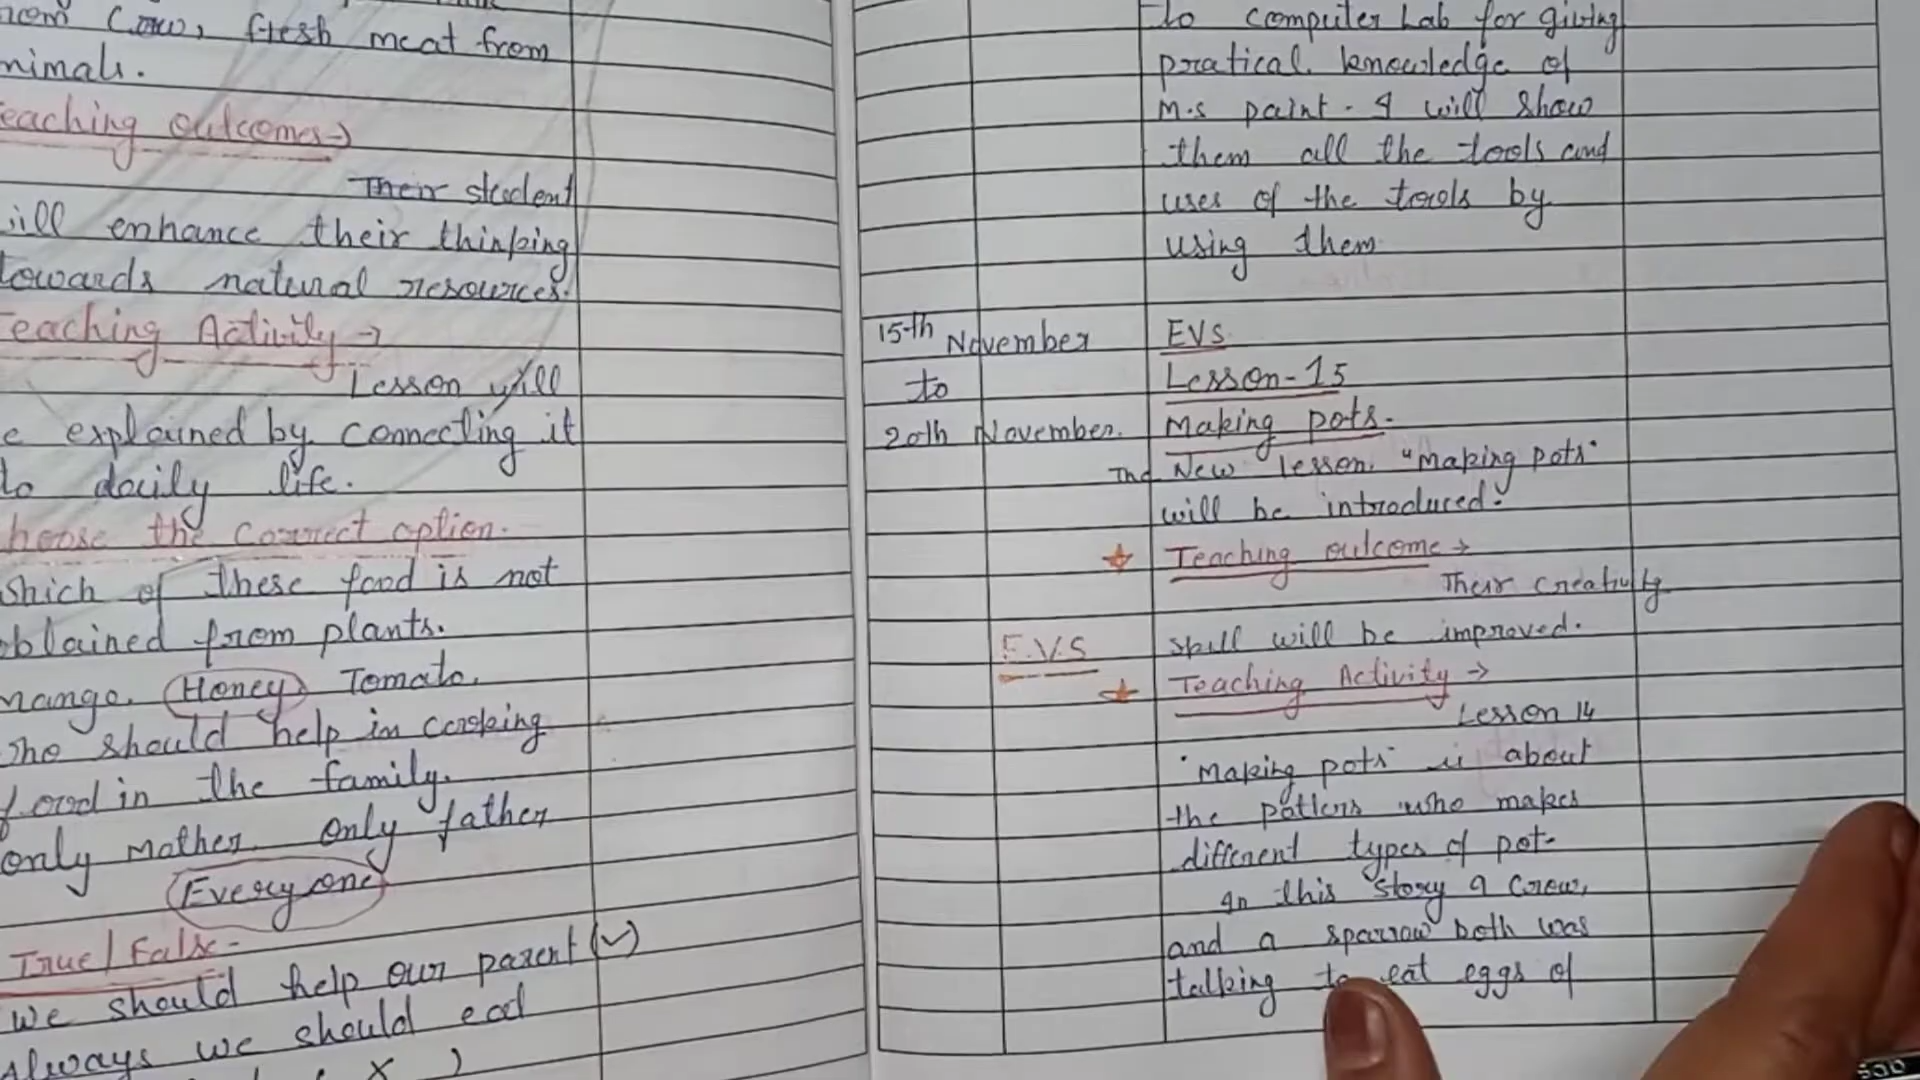 Cow, fresh meat from
nimals.
eaching outcomes→
Their student
ill enhance their thinking
towards natural resources.
Teaching Activity→
Lesson will
e explained by connecting it
to daily life.
hoose the correct option.
which of these food is not
obtained from plants.
mango. Honey Tomato.
who should help in cooking
food in the family.
only mother only father
Everyone
True/False-
We should help our parent (✓)
Always we should eat
x )
to computer Lab for giving
pratical knowledge of
M.s paint. I will show
them all the tools and
uses of the tools by
using them
15th November
to
20th November.
EVS
Lesson-15
Making pots.
The New lesson "Making pots"
will be introduced.
Teaching outcome→
Their creativity
skill will be improved.
E.V.S
Teaching Activity→
Lesson 14
"Making pots" is about
the potters who makes
different types of pot.
In this story a crow,
and a sparrow both was
talking to eat eggs of